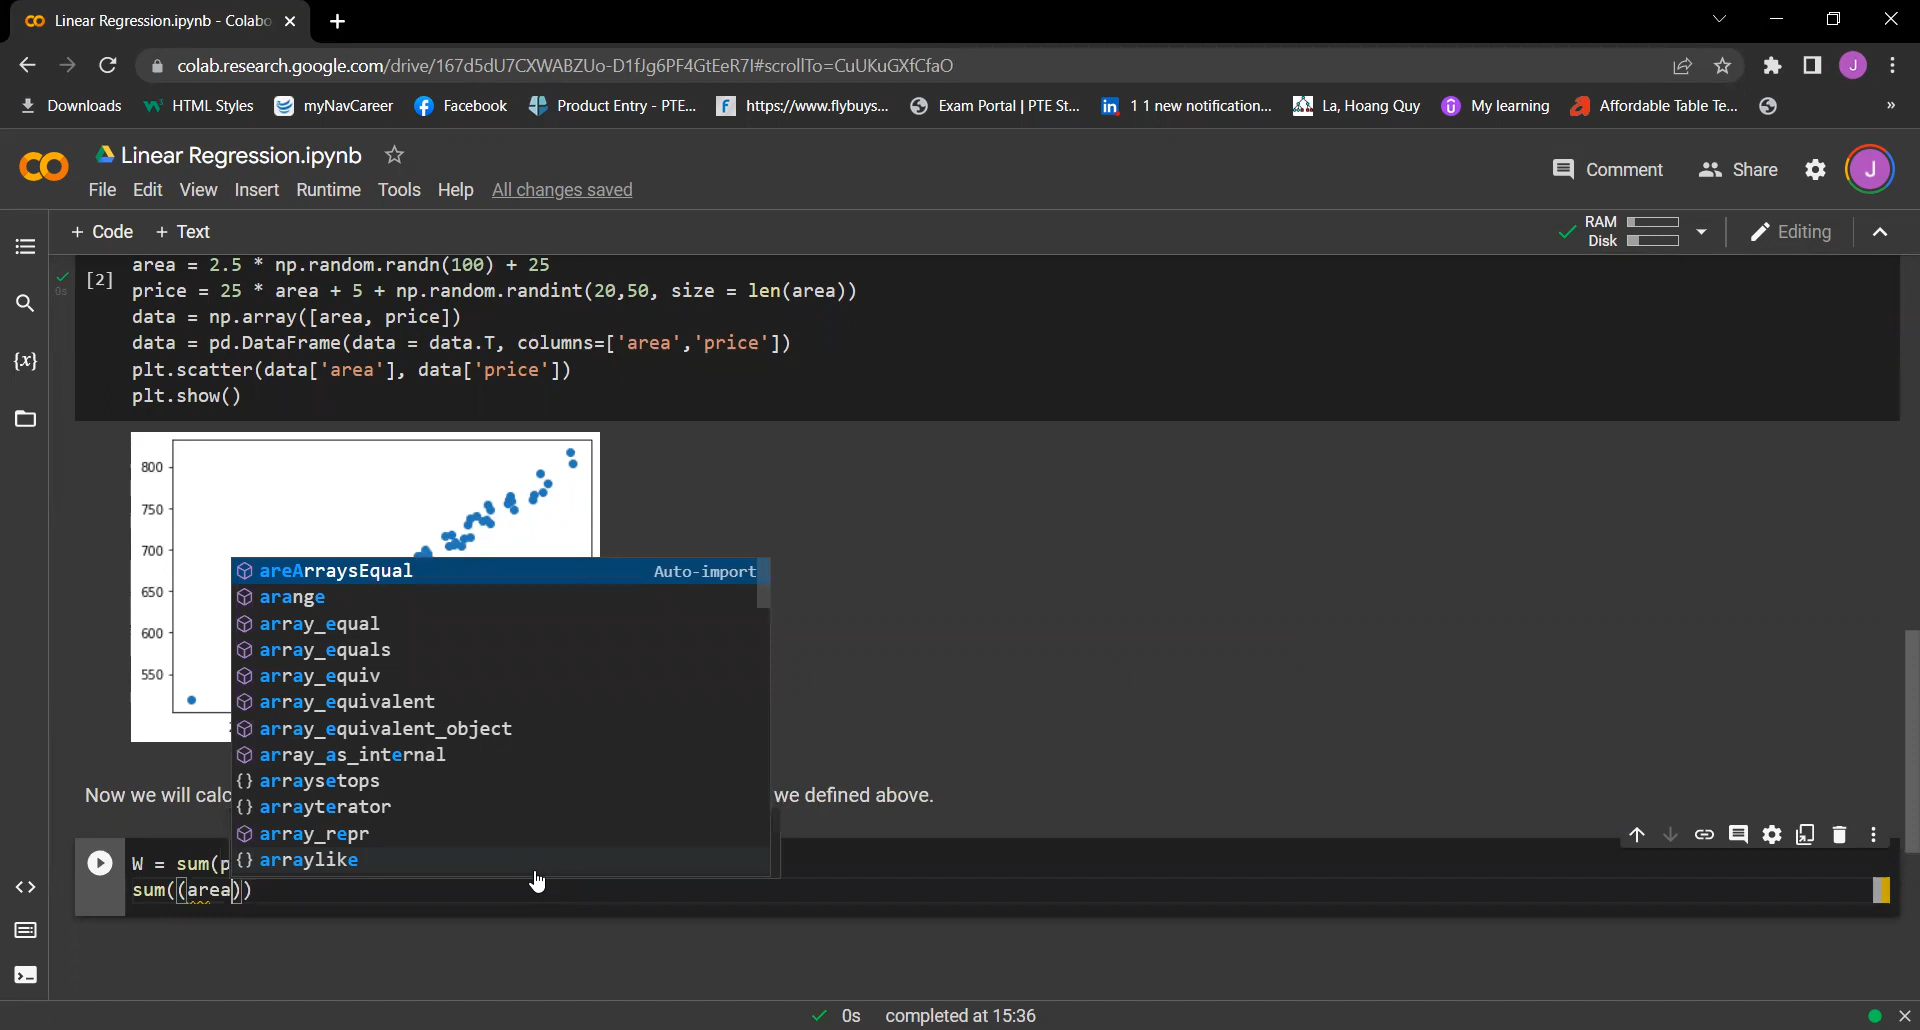 Linear Regression.ipynb - Colabo
colab.research.google.com/drive/167d5dU7CXWABZUo-D1fJg6PF4GtEeR7I#scrollTo=CuUKuGXfCfaO
Downloads HTML Styles myNavCareer Facebook Product Entry - PTE... https://www.flybuys... Exam Portal | PTE St... 1 1 new notification... La, Hoang Quy My learning Affordable Table Te... »
Linear Regression.ipynb
File Edit View Insert Runtime Tools Help All changes saved
Comment Share J
+ Code + Text
RAM
Disk
Editing
[2]
0s
area = 2.5 * np.random.randn(100) + 25
price = 25 * area + 5 + np.random.randint(20,50, size = len(area))
data = np.array([area, price])
data = pd.DataFrame(data = data.T, columns=['area','price'])
plt.scatter(data['area'], data['price'])
plt.show()
800
750
700
650
600
550
areArraysEqual Auto-import
arange
array_equal
array_equals
array_equiv
array_equivalent
array_equivalent_object
array_as_internal
{} arraysetops
{} arrayterator
array_repr
{} arraylike
Now we will calc we defined above.
W = sum(p
sum((area))
0s completed at 15:36